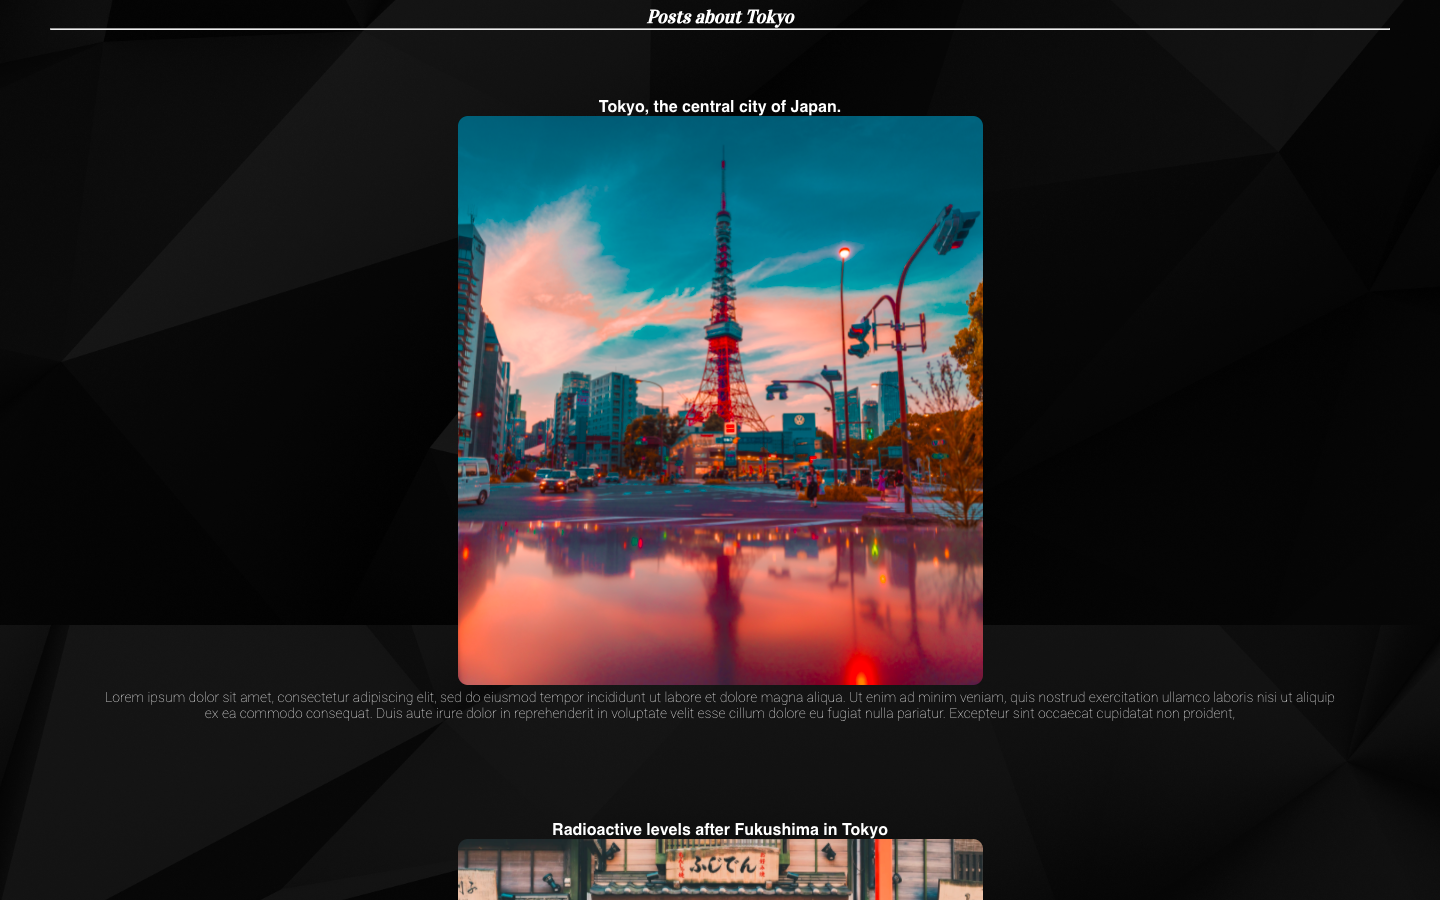 Posts about Tokyo
Tokyo, the central city of Japan.
Lorem ipsum dolor sit amet, consectetur adipiscing elit, sed do eiusmod tempor incididunt ut labore et dolore magna aliqua. Ut enim ad minim veniam, quis nostrud exercitation ullamco laboris nisi ut aliquip
ex ea commodo consequat. Duis aute irure dolor in reprehenderit in voluptate velit esse cillum dolore eu fugiat nulla pariatur. Excepteur sint occaecat cupidatat non proident,
Radioactive levels after Fukushima in Tokyo
ふじでん